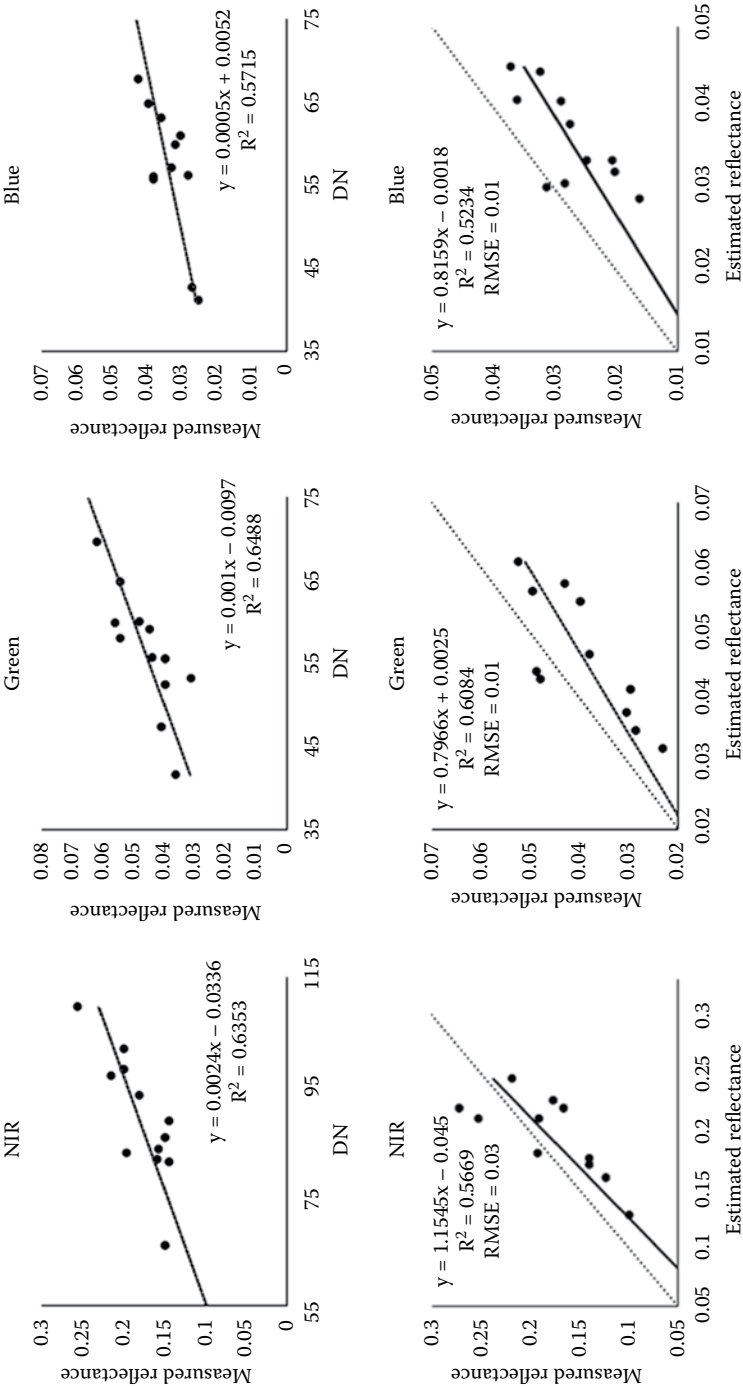 NIR
0.3
0.25
0.2
0.15
0.1
0.05
0
Measured reflectance
y = 0.0024x − 0.0336
R² = 0.6353
55
75
95
115
DN
Green
0.08
0.07
0.06
0.05
0.04
0.03
0.02
0.01
0
Measured reflectance
y = 0.001x − 0.0097
R² = 0.6488
35
45
55
65
75
DN
Blue
0.07
0.06
0.05
0.04
0.03
0.02
0.01
0
Measured reflectance
y = 0.0005x + 0.0052
R² = 0.5715
35
45
55
65
75
DN
NIR
0.3
0.25
0.2
0.15
0.1
0.05
Measured reflectance
y = 1.1545x − 0.045
R² = 0.5669
RMSE = 0.03
0.05
0.1
0.15
0.2
0.25
0.3
Estimated reflectance
Green
0.07
0.06
0.05
0.04
0.03
0.02
Measured reflectance
y = 0.7966x + 0.0025
R² = 0.6084
RMSE = 0.01
0.02
0.03
0.04
0.05
0.06
0.07
Estimated reflectance
Blue
0.05
0.04
0.03
0.02
0.01
Measured reflectance
y = 0.8159x − 0.0018
R² = 0.5234
RMSE = 0.01
0.01
0.02
0.03
0.04
0.05
Estimated reflectance